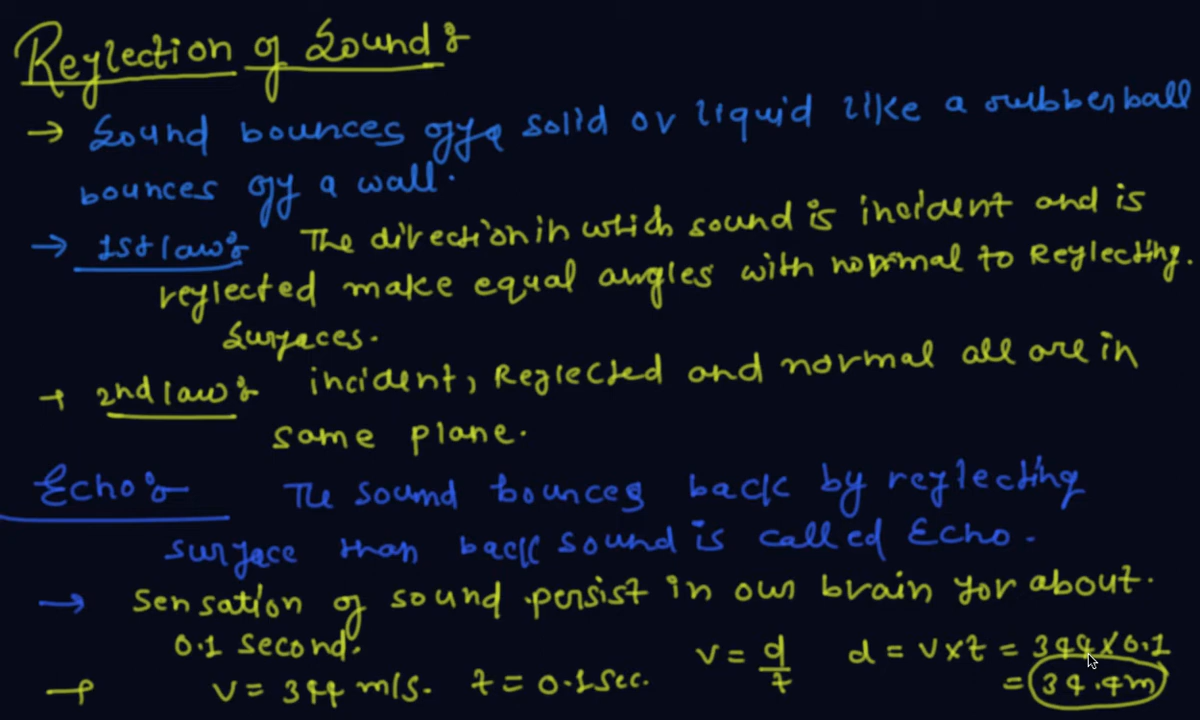 Reflection of Sound :
→ Sound bounces off a solid or liquid like a rubber ball
bounces off a wall.
→ 1st law : The direction in which sound is incident and is
reflected make equal angles with normal to Reflecting.
Surfaces.
→ 2nd law : incident, Reflected and normal all are in
same plane.
Echo : The sound bounces back by reflecting
surface than back sound is called Echo.
→ Sensation of sound persist in our brain for about.
0.1 second.
→ v = 344 m/s. t = 0.1 sec. v = d/t d = v x t = 344 x 0.1
= 34.4m